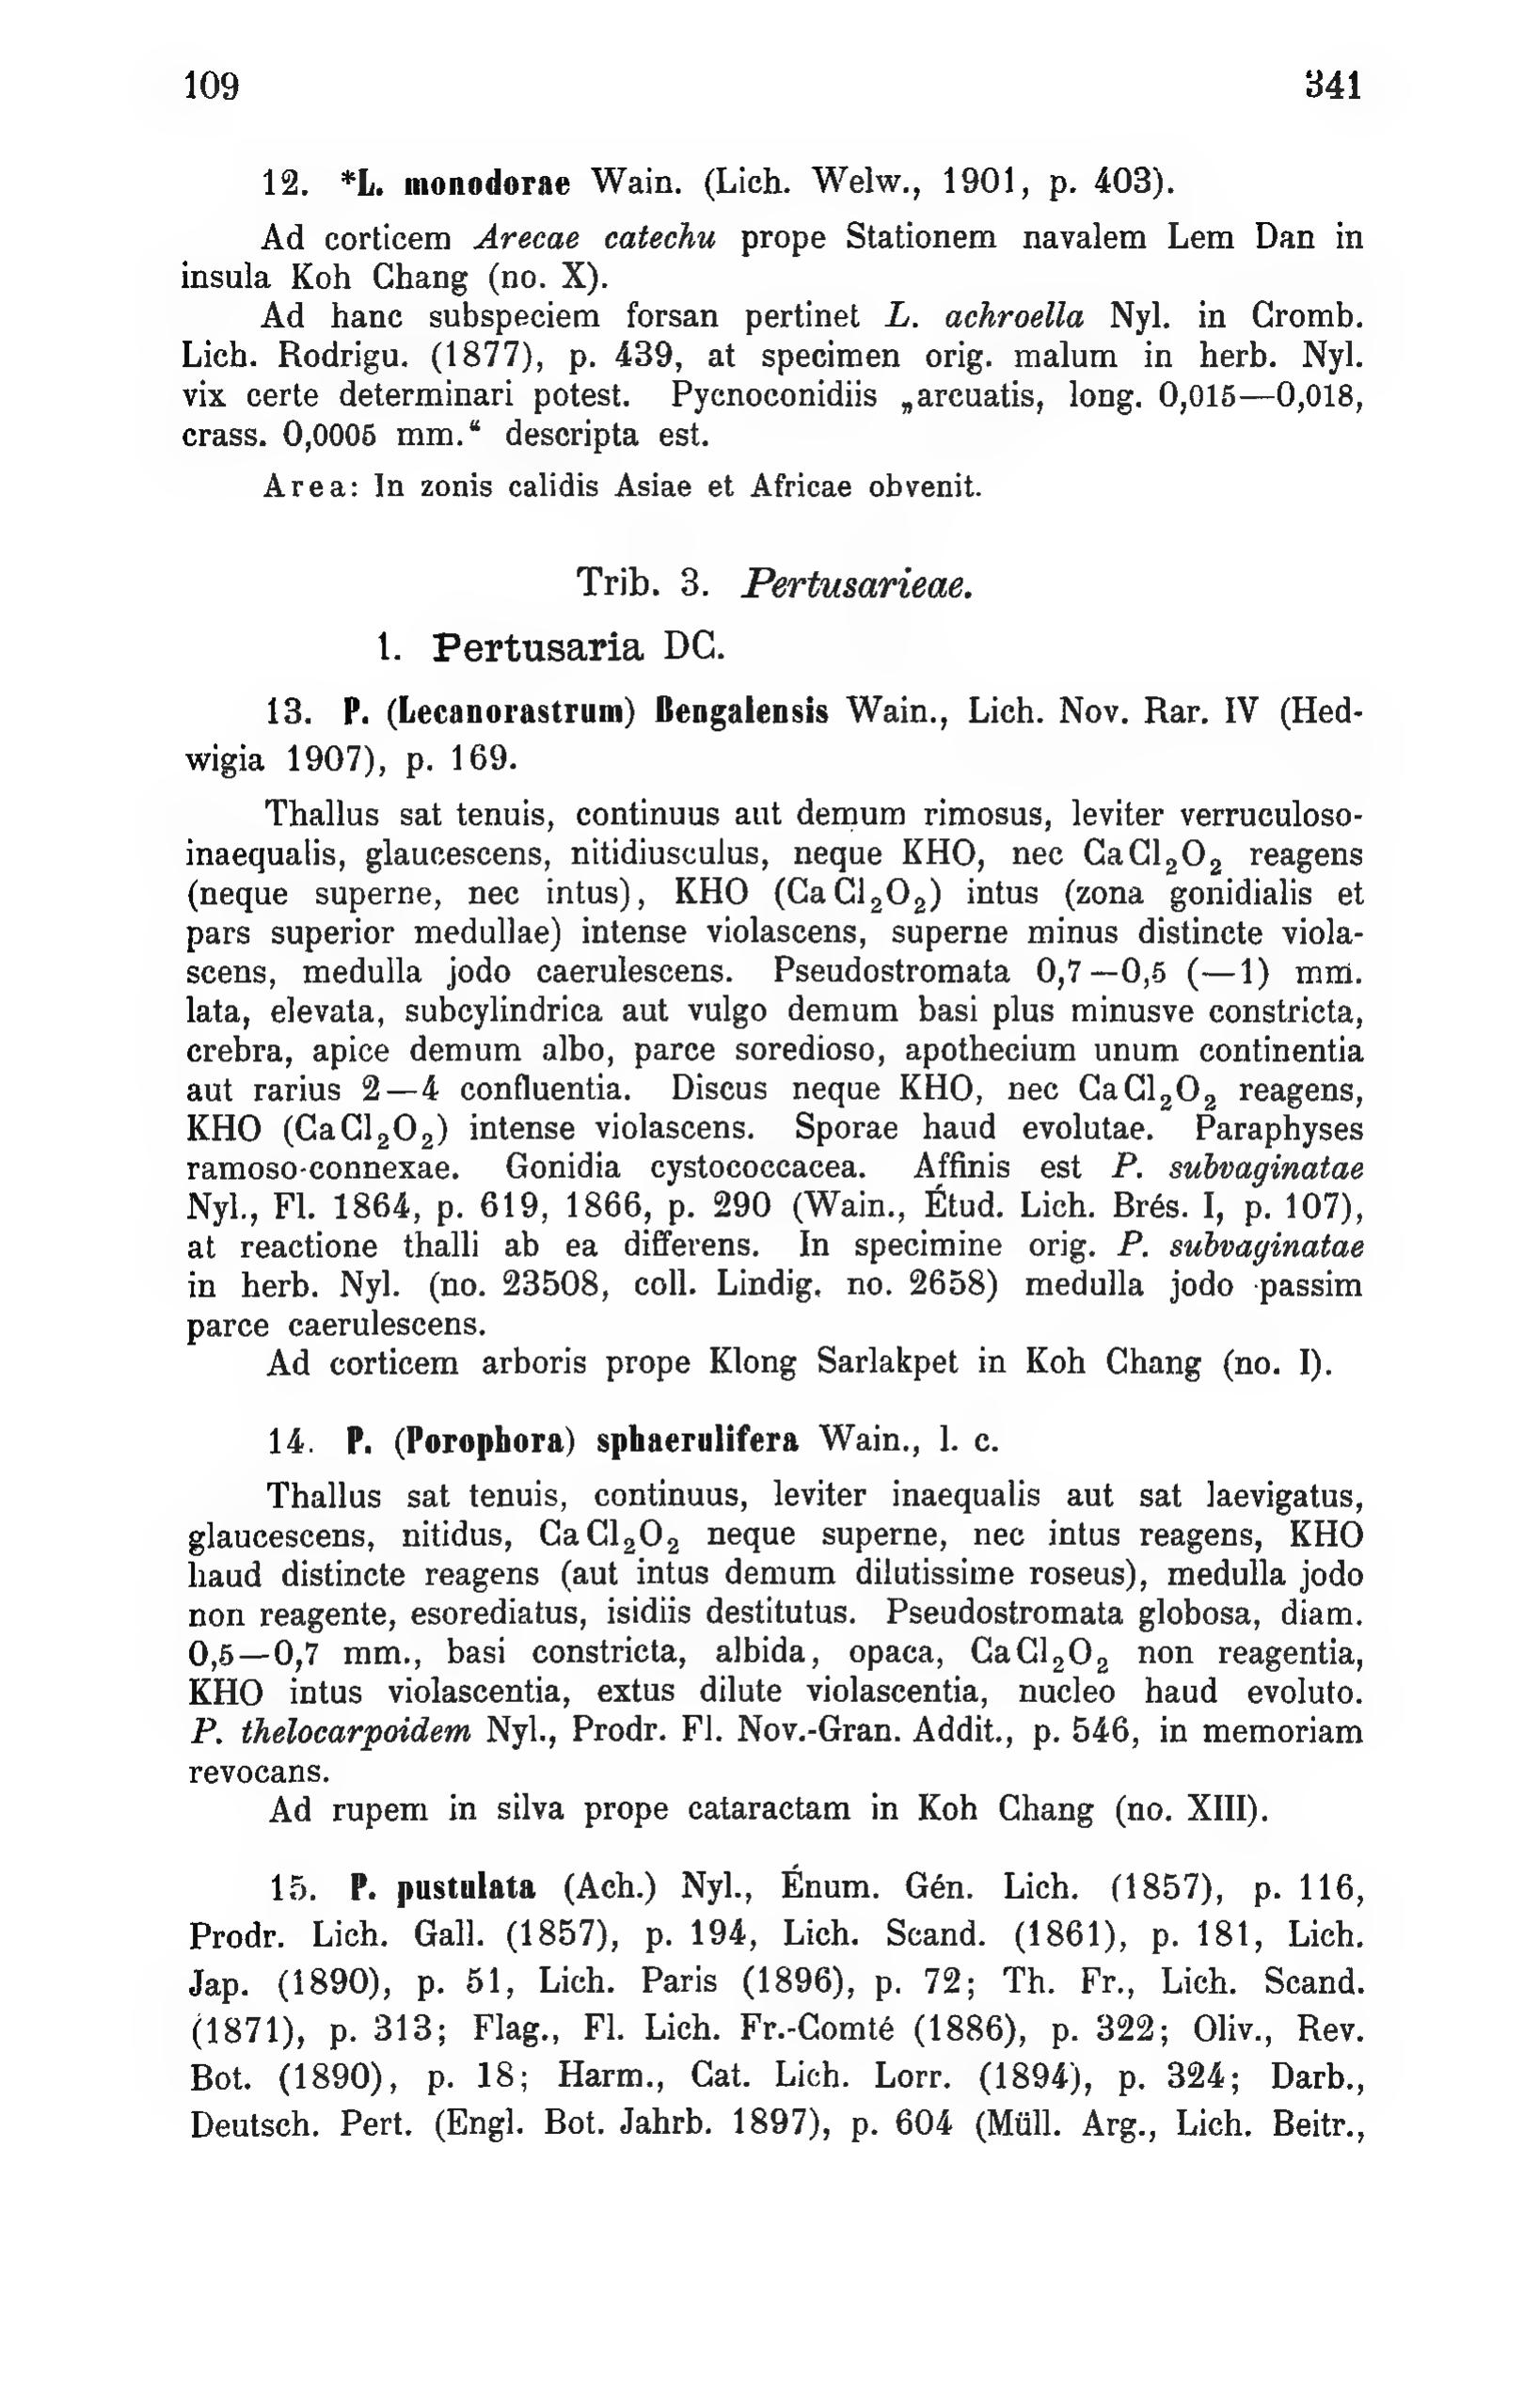 109 341
12. *L. monodorae Wain. (Lich. Welw., 1901, p. 403).
Ad corticem Arecae catechu prope Stationem navalem Lem Dan in
insula Koh Chang (no. X).
Ad hanc subspeciem forsan pertinet L. achroella Nyl. in Cromb.
Lich. Rodrigu. (1877), p. 439, at specimen orig. malum in herb. Nyl.
vix certe determinari potest. Pycnoconidiis „arcuatis, long. 0,015—0,018,
crass. 0,0005 mm.“ descripta est.
Area: In zonis calidis Asiae et Africae obvenit.
Trib. 3. Pertusarieae.
1. Pertusaria DC.
13. P. (Lecanorastrum) Bengalensis Wain., Lich. Nov. Rar. IV (Hed-
wigia 1907), p. 169.
Thallus sat tenuis, continuus aut demum rimosus, leviter verruculoso-
inaequalis, glaucescens, nitidiusculus, neque KHO, nec CaCl₂O₂ reagens
(neque superne, nec intus), KHO (CaCl₂O₂) intus (zona gonidialis et
pars superior medullae) intense violascens, superne minus distincte viola-
scens, medulla jodo caerulescens. Pseudostromata 0,7—0,5 (—1) mm.
lata, elevata, subcylindrica aut vulgo demum basi plus minusve constricta,
crebra, apice demum albo, parce soredioso, apothecium unum continentia
aut rarius 2—4 confluentia. Discus neque KHO, nec CaCl₂O₂ reagens,
KHO (CaCl₂O₂) intense violascens. Sporae haud evolutae. Paraphyses
ramoso-connexae. Gonidia cystococcacea. Affinis est P. subvaginatae
Nyl., Fl. 1864, p. 619, 1866, p. 290 (Wain., Étud. Lich. Brés. I, p. 107),
at reactione thalli ab ea differens. In specimine orig. P. subvaginatae
in herb. Nyl. (no. 23508, coll. Lindig. no. 2658) medulla jodo passim
parce caerulescens.
Ad corticem arboris prope Klong Sarlakpet in Koh Chang (no. I).
14. P. (Porophora) sphaerulifera Wain., l. c.
Thallus sat tenuis, continuus, leviter inaequalis aut sat laevigatus,
glaucescens, nitidus, CaCl₂O₂ neque superne, nec intus reagens, KHO
haud distincte reagens (aut intus demum dilutissime roseus), medulla jodo
non reagente, esorediatus, isidiis destitutus. Pseudostromata globosa, diam.
0,5—0,7 mm., basi constricta, albida, opaca, CaCl₂O₂ non reagentia,
KHO intus violascentia, extus dilute violascentia, nucleo haud evoluto.
P. thelocarpoidem Nyl., Prodr. Fl. Nov.-Gran. Addit., p. 546, in memoriam
revocans.
Ad rupem in silva prope cataractam in Koh Chang (no. XIII).
15. P. pustulata (Ach.) Nyl., Énum. Gén. Lich. (1857), p. 116,
Prodr. Lich. Gall. (1857), p. 194, Lich. Scand. (1861), p. 181, Lich.
Jap. (1890), p. 51, Lich. Paris (1896), p. 72; Th. Fr., Lich. Scand.
(1871), p. 313; Flag., Fl. Lich. Fr.-Comté (1886), p. 322; Oliv., Rev.
Bot. (1890), p. 18; Harm., Cat. Lich. Lorr. (1894), p. 324; Darb.,
Deutsch. Pert. (Engl. Bot. Jahrb. 1897), p. 604 (Müll. Arg., Lich. Beitr.,